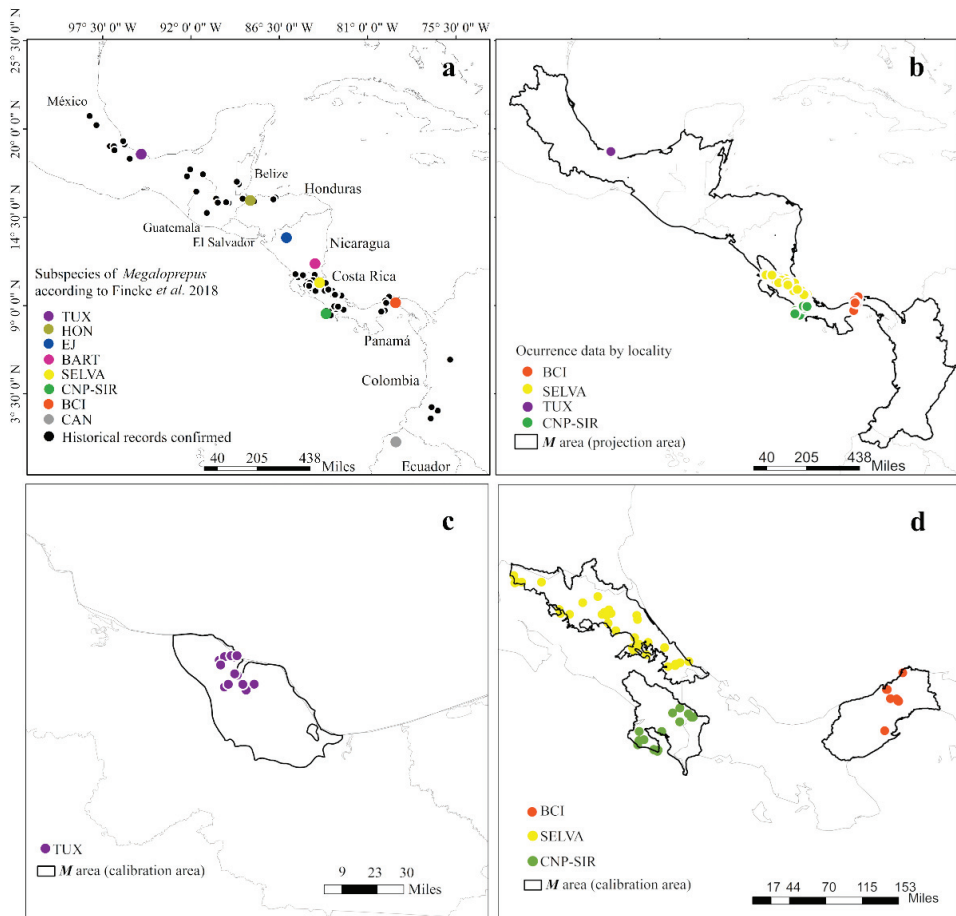 97° 30' 0" W 92° 0' 0" W 86° 30' 0" W 81° 0' 0" W 75° 30' 0" W
25° 30' 0" N
20° 0' 0" N
14° 30' 0" N
9° 0' 0" N
3° 30' 0" N
a
México
Belize
Honduras
Guatemala
El Salvador
Nicaragua
Costa Rica
Panamá
Colombia
Ecuador
Subspecies of Megaloprepus
according to Fincke et al. 2018
TUX
HON
EJ
BART
SELVA
CNP-SIR
BCI
CAN
Historical records confirmed
40 205 438
Miles
b
Ocurrence data by locality
BCI
SELVA
TUX
CNP-SIR
M area (projection area)
40 205 438
Miles
c
TUX
M area (calibration area)
9 23 30
Miles
d
BCI
SELVA
CNP-SIR
M area (calibration area)
17 44 70 115 153
Miles